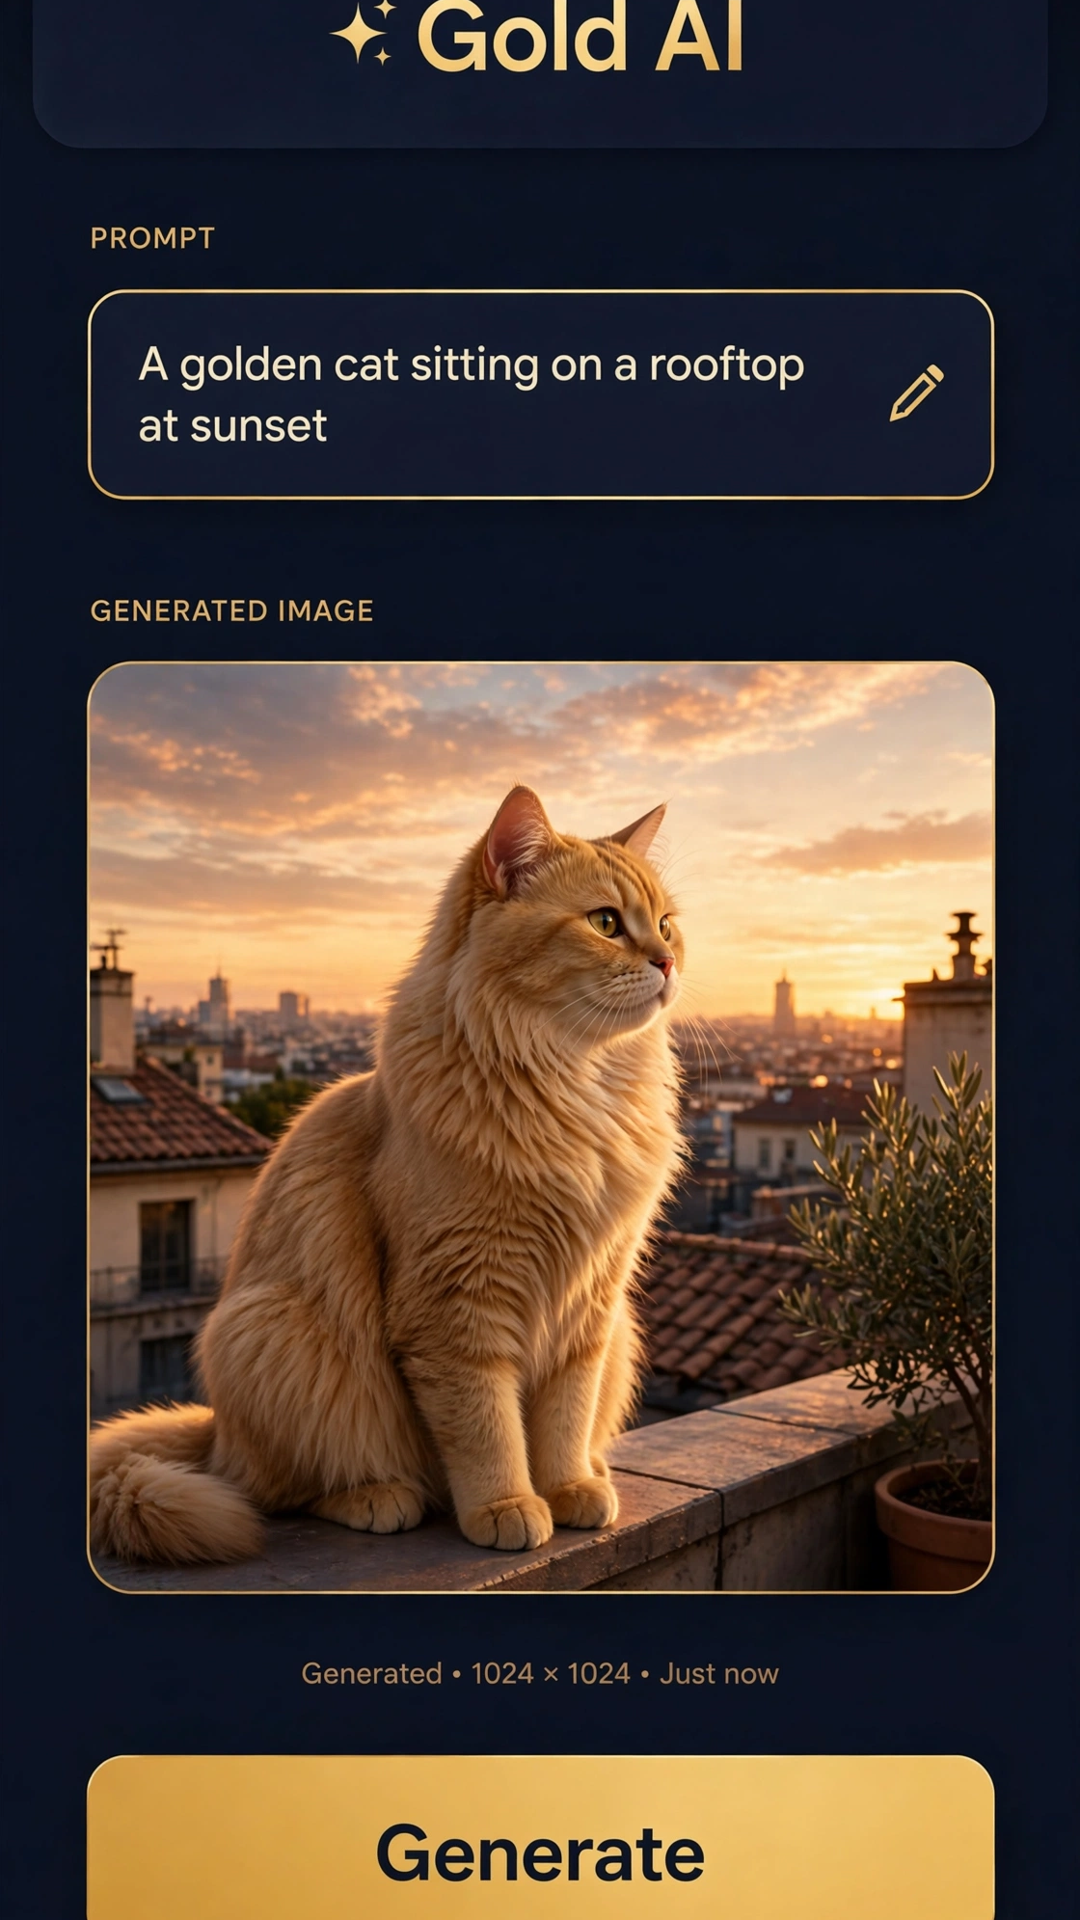 Gold AI
PROMPT
A golden cat sitting on a rooftop
at sunset
GENERATED IMAGE
Generated • 1024 × 1024 • Just now
Generate